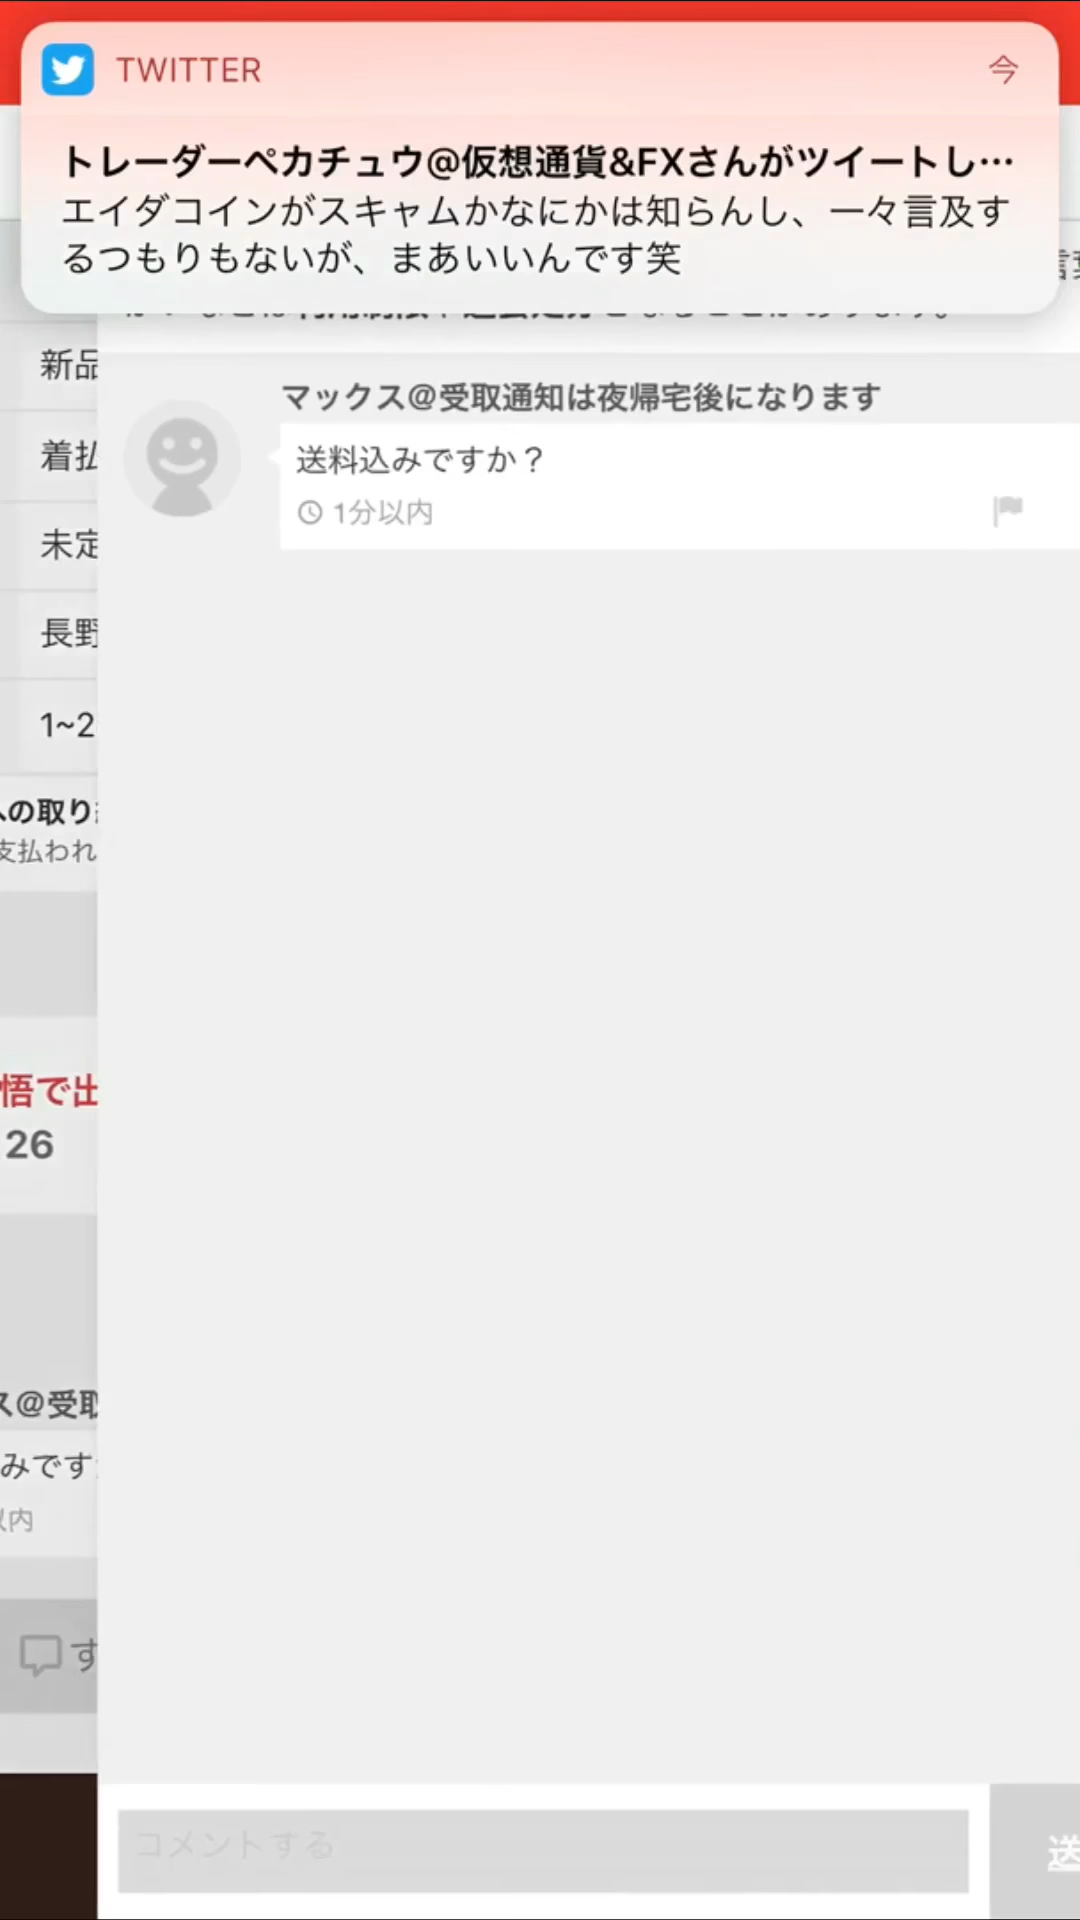 TWITTER
今
トレーダーペカチュウ@仮想通貨&FXさんがツイートし…
エイダコインがスキャムかなにかは知らんし、一々言及す
るつもりもないが、まあいいんです笑
新品
着払
未定
長野
1~2
の取り
支払われ
悟で出
26
ス@受取
みです
以内
す
マックス@受取通知は夜帰宅後になります
送料込みですか？
1分以内
コメントする
送